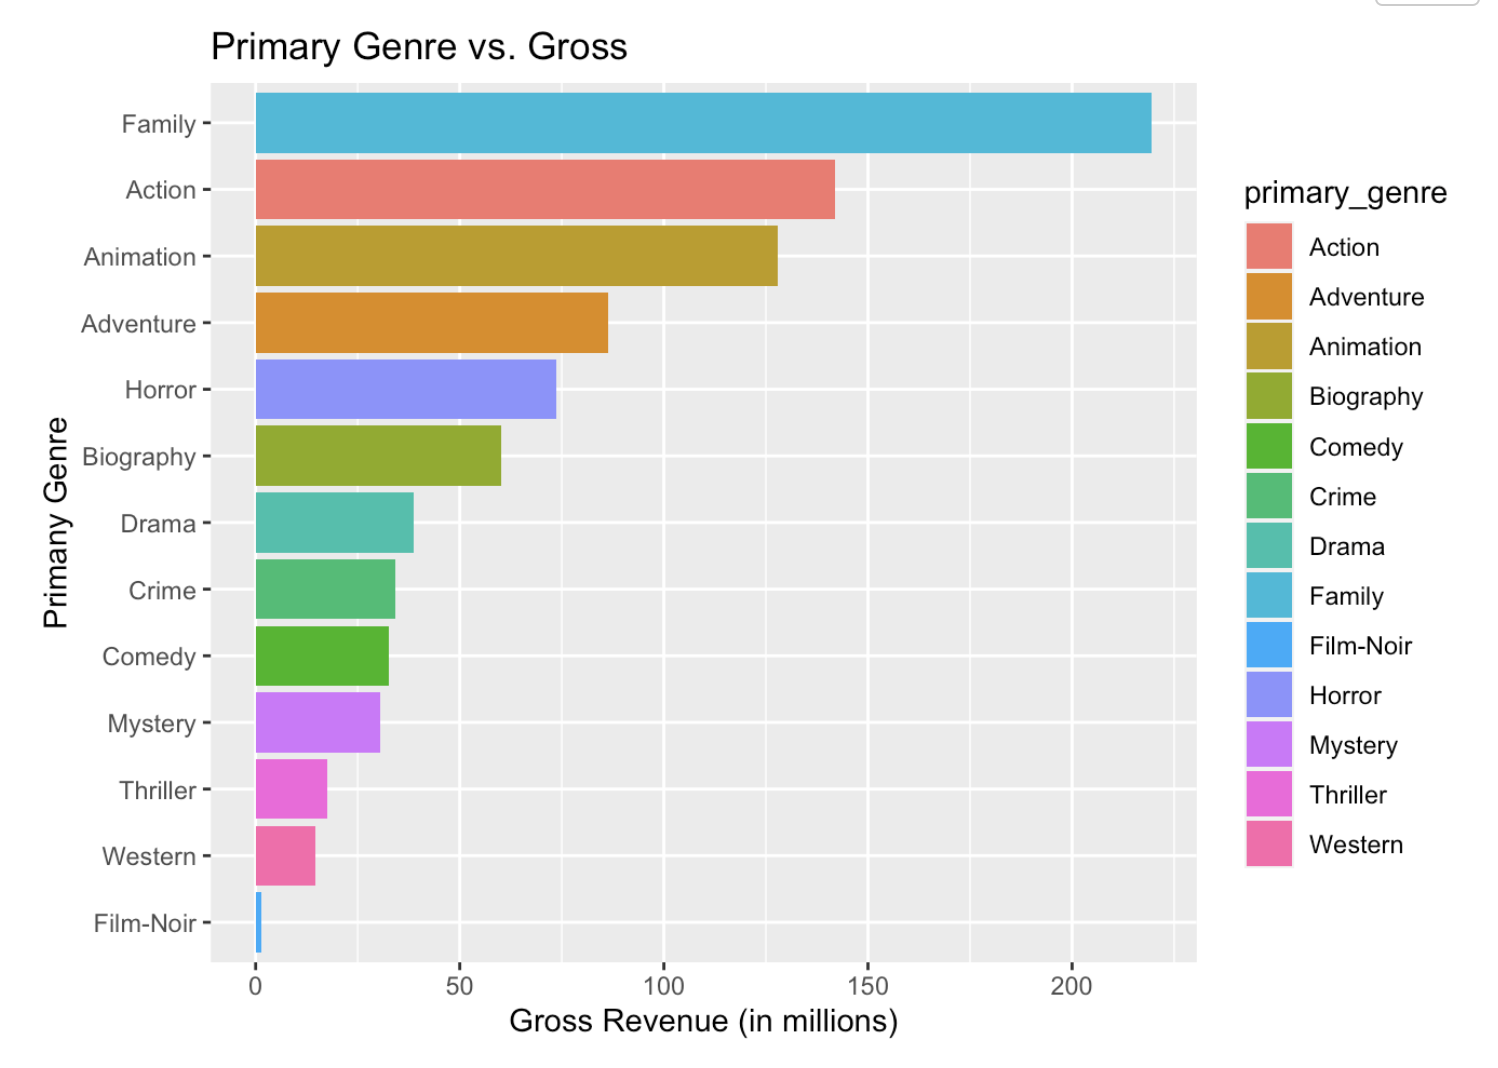 Primary Genre vs. Gross
Primany Genre
Family
Action
Animation
Adventure
Horror
Biography
Drama
Crime
Comedy
Mystery
Thriller
Western
Film-Noir
0 50 100 150 200
Gross Revenue (in millions)
primary_genre
Action
Adventure
Animation
Biography
Comedy
Crime
Drama
Family
Film-Noir
Horror
Mystery
Thriller
Western